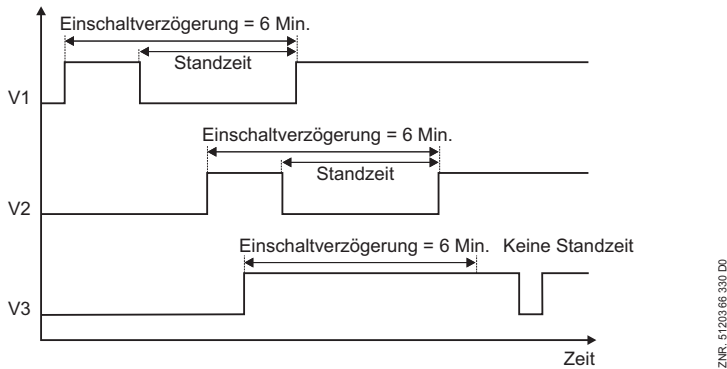 Einschaltverzögerung = 6 Min.
Standzeit
V1
Einschaltverzögerung = 6 Min.
Standzeit
V2
Einschaltverzögerung = 6 Min. Keine Standzeit
V3
Zeit
ZNR. 51203 66 330 D0